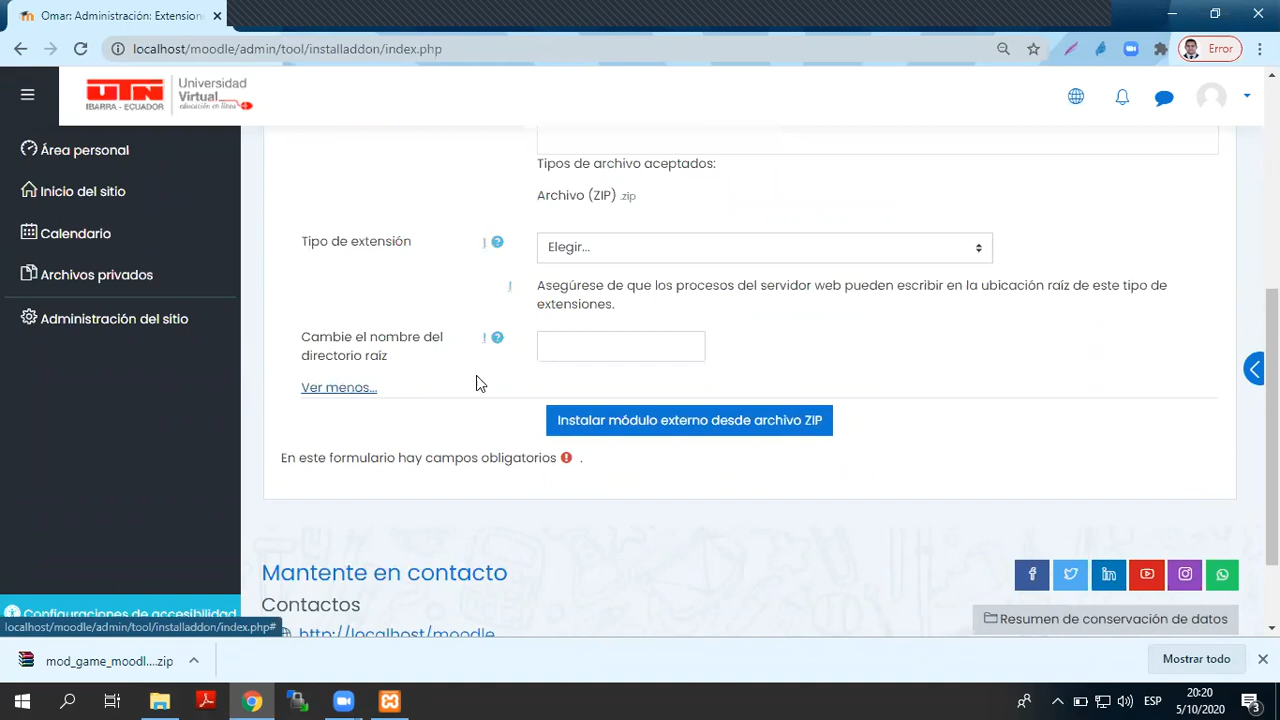 Omar: Administración: Extension
localhost/moodle/admin/tool/installaddon/index.php
Error
UTN
IBARRA - ECUADOR
Universidad
Virtual
educación en línea
Área personal
Inicio del sitio
Calendario
Archivos privados
Administración del sitio
Tipos de archivo aceptados:
Archivo (ZIP) .zip
Tipo de extensión
Elegir...
Asegúrese de que los procesos del servidor web pueden escribir en la ubicación raíz de este tipo de
extensiones.
Cambie el nombre del
directorio raíz
Ver menos...
Instalar módulo externo desde archivo ZIP
En este formulario hay campos obligatorios .
Mantente en contacto
Contactos
http://localhost/moodle
Resumen de conservación de datos
Configuraciones de accesibilidad
localhost/moodle/admin/tool/installaddon/index.php#
mod_game_moodl....zip
Mostrar todo
ESP
20:20
5/10/2020
3